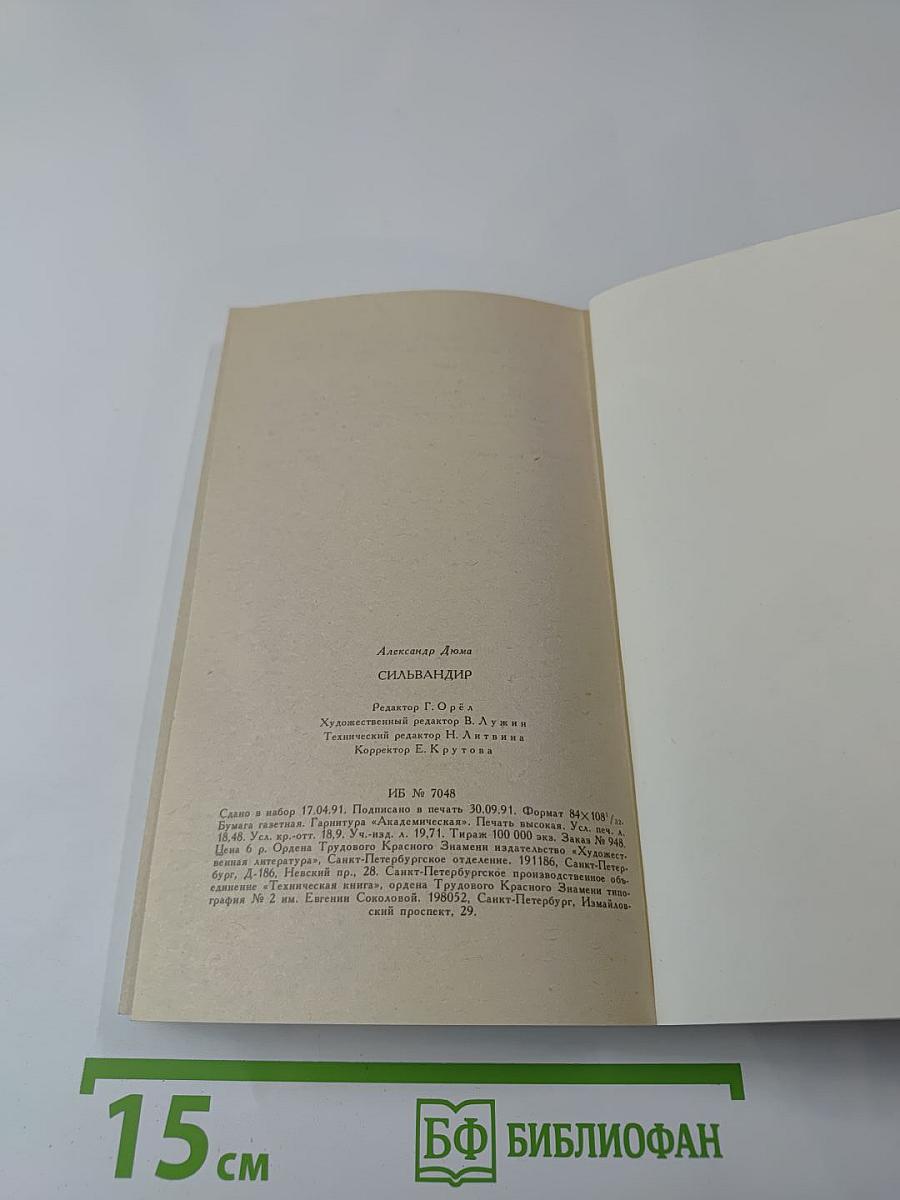 Александр Дюма
СИЛЬВАНДИР
Редактор Г. Орёл
Художественный редактор В. Лужин
Технический редактор Н. Литвина
Корректор Е. Крутова
ИБ № 7048
Сдано в набор 17.04.91. Подписано в печать 30.09.91. Формат 84×108¹/₃₂.
Бумага газетная. Гарнитура «Академическая». Печать высокая. Усл. печ. л.
18,48. Усл. кр.-отт. 18,9. Уч.-изд. л. 19,71. Тираж 100 000 экз. Заказ № 948.
Цена 6 р. Ордена Трудового Красного Знамени издательство «Художест-
венная литература», Санкт-Петербургское отделение. 191186, Санкт-Петер-
бург, Д-186, Невский пр., 28. Санкт-Петербургское производственное объ-
единение «Техническая книга», ордена Трудового Красного Знамени типо-
графия № 2 им. Евгении Соколовой. 198052, Санкт-Петербург, Измайлов-
ский проспект, 29.
15 см
БФ БИБЛИОФАН